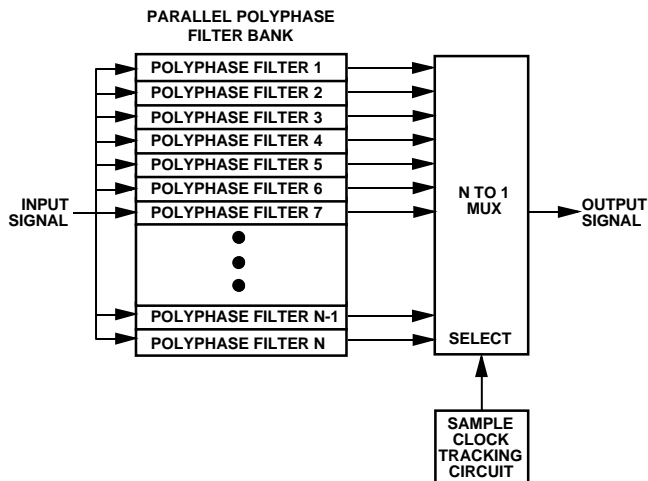 PARALLEL POLYPHASE
FILTER BANK
POLYPHASE FILTER 1
POLYPHASE FILTER 2
POLYPHASE FILTER 3
POLYPHASE FILTER 4
POLYPHASE FILTER 5
POLYPHASE FILTER 6
POLYPHASE FILTER 7
POLYPHASE FILTER N-1
POLYPHASE FILTER N
INPUT
SIGNAL
N TO 1
MUX
SELECT
OUTPUT
SIGNAL
SAMPLE
CLOCK
TRACKING
CIRCUIT